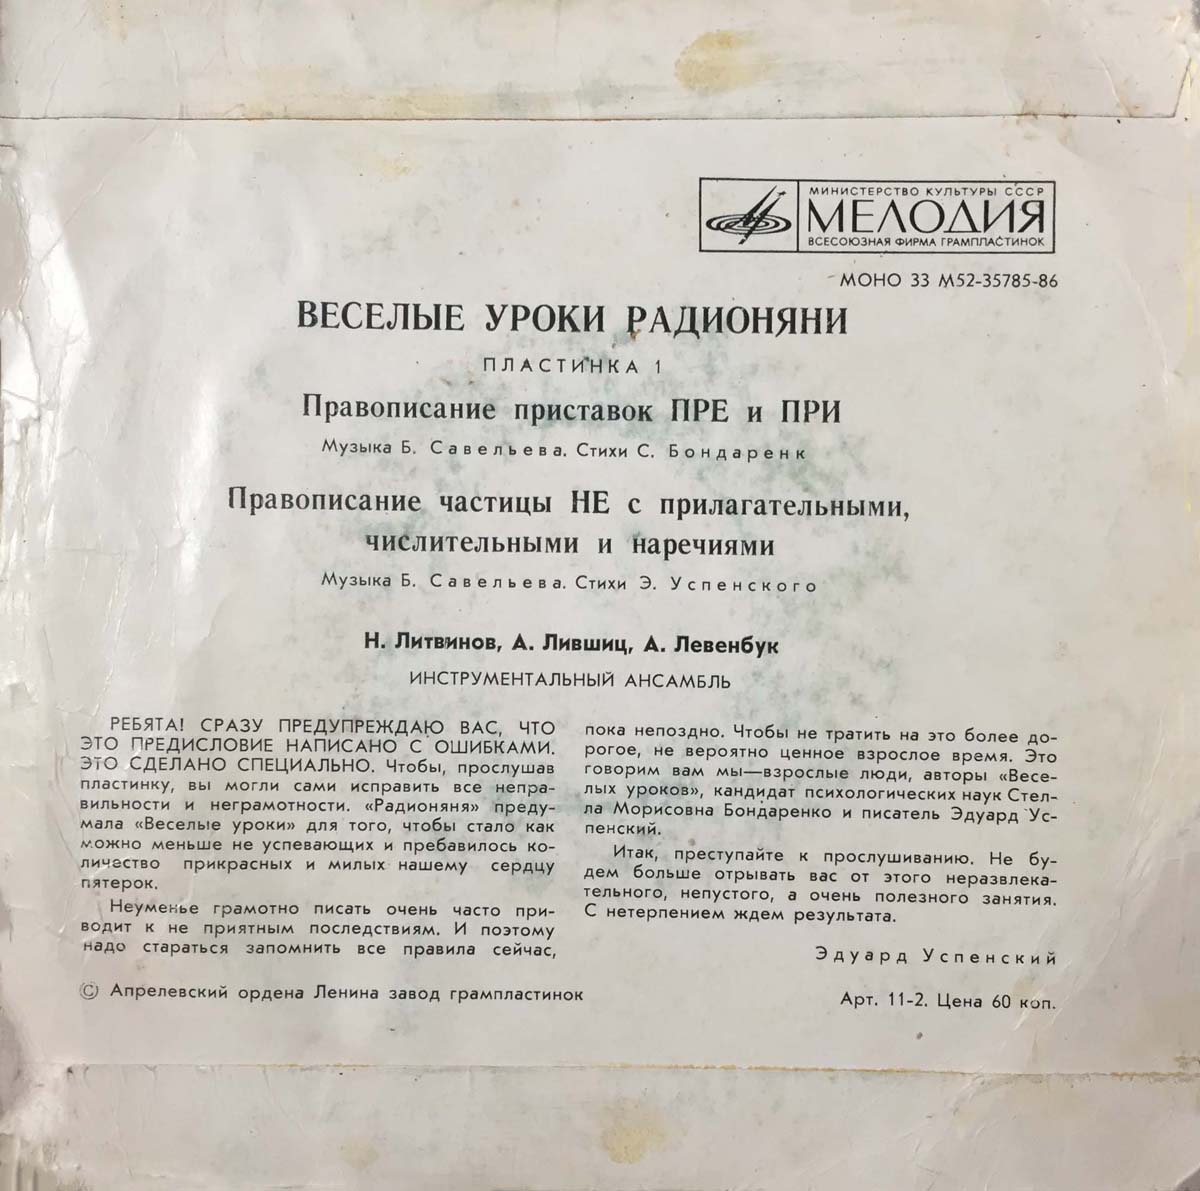 МИНИСТЕРСТВО КУЛЬТУРЫ СССР
МЕЛОДИЯ
ВСЕСОЮЗНАЯ ФИРМА ГРАМПЛАСТИНОК
МОНО 33 М52-35785-86
ВЕСЕЛЫЕ УРОКИ РАДИОНЯНИ
ПЛАСТИНКА 1
Правописание приставок ПРЕ и ПРИ
Музыка Б. Савельева. Стихи С. Бондаренк
Правописание частицы НЕ с прилагательными,
числительными и наречиями
Музыка Б. Савельева. Стихи Э. Успенского
Н. Литвинов, А. Лившиц, А. Левенбук
ИНСТРУМЕНТАЛЬНЫЙ АНСАМБЛЬ
РЕБЯТА! СРАЗУ ПРЕДУПРЕЖДАЮ ВАС, ЧТО
ЭТО ПРЕДИСЛОВИЕ НАПИСАНО С ОШИБКАМИ.
ЭТО СДЕЛАНО СПЕЦИАЛЬНО. Чтобы, прослушав
пластинку, вы могли сами исправить все непра-
вильности и неграмотности. «Радионяня» приду-
мала «Веселые уроки» для того, чтобы стало как
можно меньше не успевающих и пребавилось ко-
личество прикрасных и милых нашему сердцу
пятерок.
Неуменье грамотно писать очень часто при-
водит к не приятным последствиям. И поэтому
надо стараться запомнить все правила сейчас,
пока непоздно. Чтобы не тратить на это более до-
рогое, не вероятно ценное взрослое время. Это
говорим вам мы—взрослые люди, авторы «Весе-
лых уроков», кандидат психологических наук Стел-
ла Морисовна Бондаренко и писатель Эдуард Ус-
пенский.
Итак, преступайте к прослушиванию. Не бу-
дем больше отрывать вас от этого неразвлека-
тельного, непустого, а очень полезного занятия.
С нетерпением ждем результата.
Эдуард Успенский
© Апрелевский ордена Ленина завод грампластинок
Арт. 11-2. Цена 60 коп.